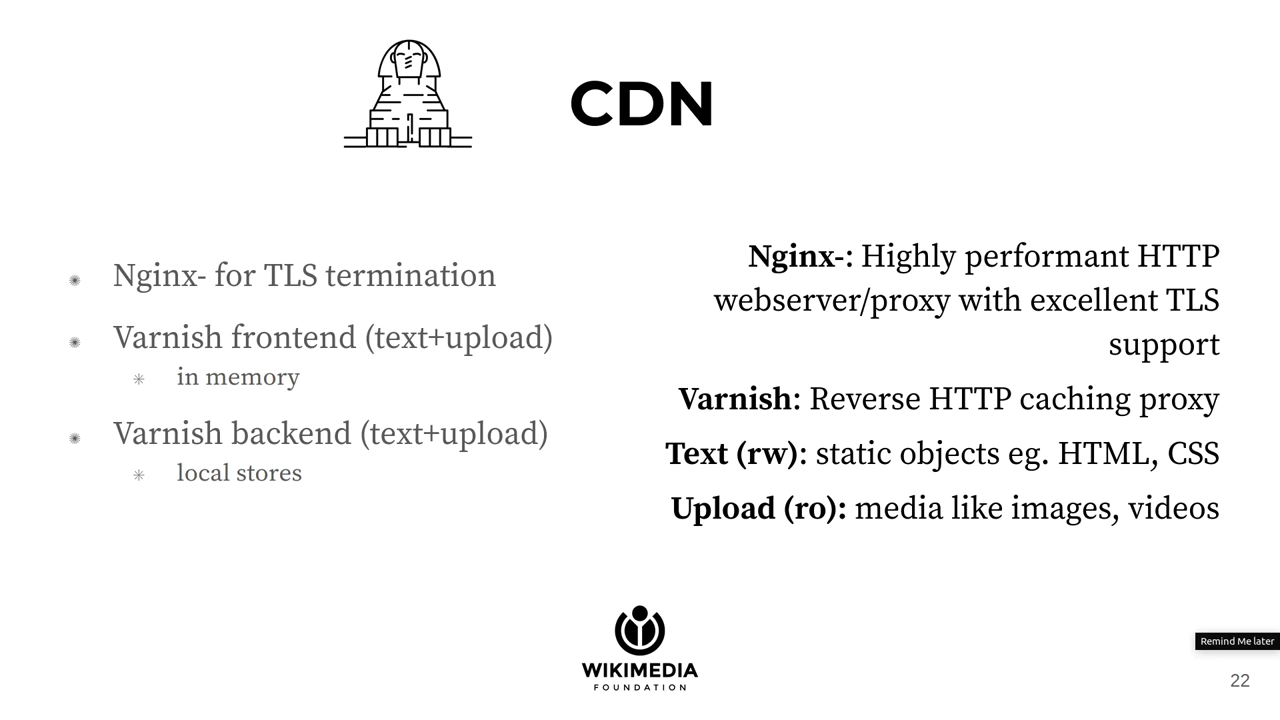 CDN
Nginx- for TLS termination
Varnish frontend (text+upload)
in memory
Varnish backend (text+upload)
local stores
Nginx-: Highly performant HTTP
webserver/proxy with excellent TLS
support
Varnish: Reverse HTTP caching proxy
Text (rw): static objects eg. HTML, CSS
Upload (ro): media like images, videos
WIKIMEDIA
FOUNDATION
Remind Me later
22